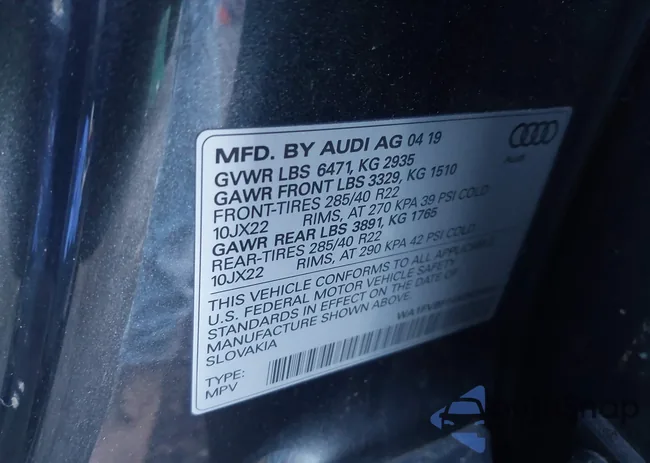 MFD. BY AUDI AG 04 19
GVWR LBS 6471, KG 2935
GAWR FRONT LBS 3329, KG 1510
FRONT-TIRES 285/40 R22
10JX22 RIMS, AT 270 KPA 39 PSI COLD
GAWR REAR LBS 3891, KG 1765
REAR-TIRES 285/40 R22
10JX22 RIMS, AT 290 KPA 42 PSI COLD
THIS VEHICLE CONFORMS TO ALL APPLICABLE
U.S. FEDERAL MOTOR VEHICLE SAFETY
STANDARDS IN EFFECT ON THE DATE OF
MANUFACTURE SHOWN ABOVE.
SLOVAKIA
TYPE:
MPV
Audi
Shop